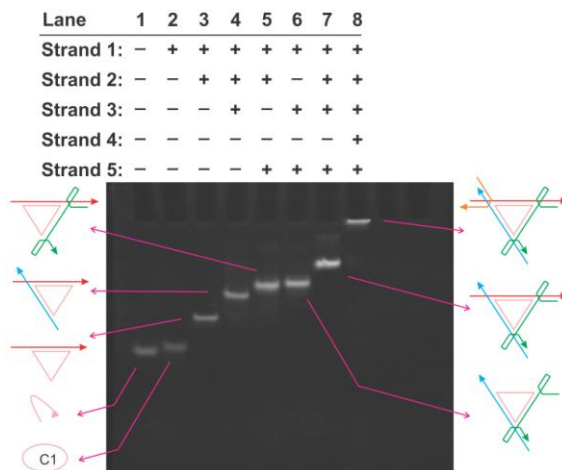 Lane 1 2 3 4 5 6 7 8
Strand 1: – + + + + + + +
Strand 2: – – + + + – + +
Strand 3: – – – + – + + +
Strand 4: – – – – – – – +
Strand 5: – – – – + + + +
C1